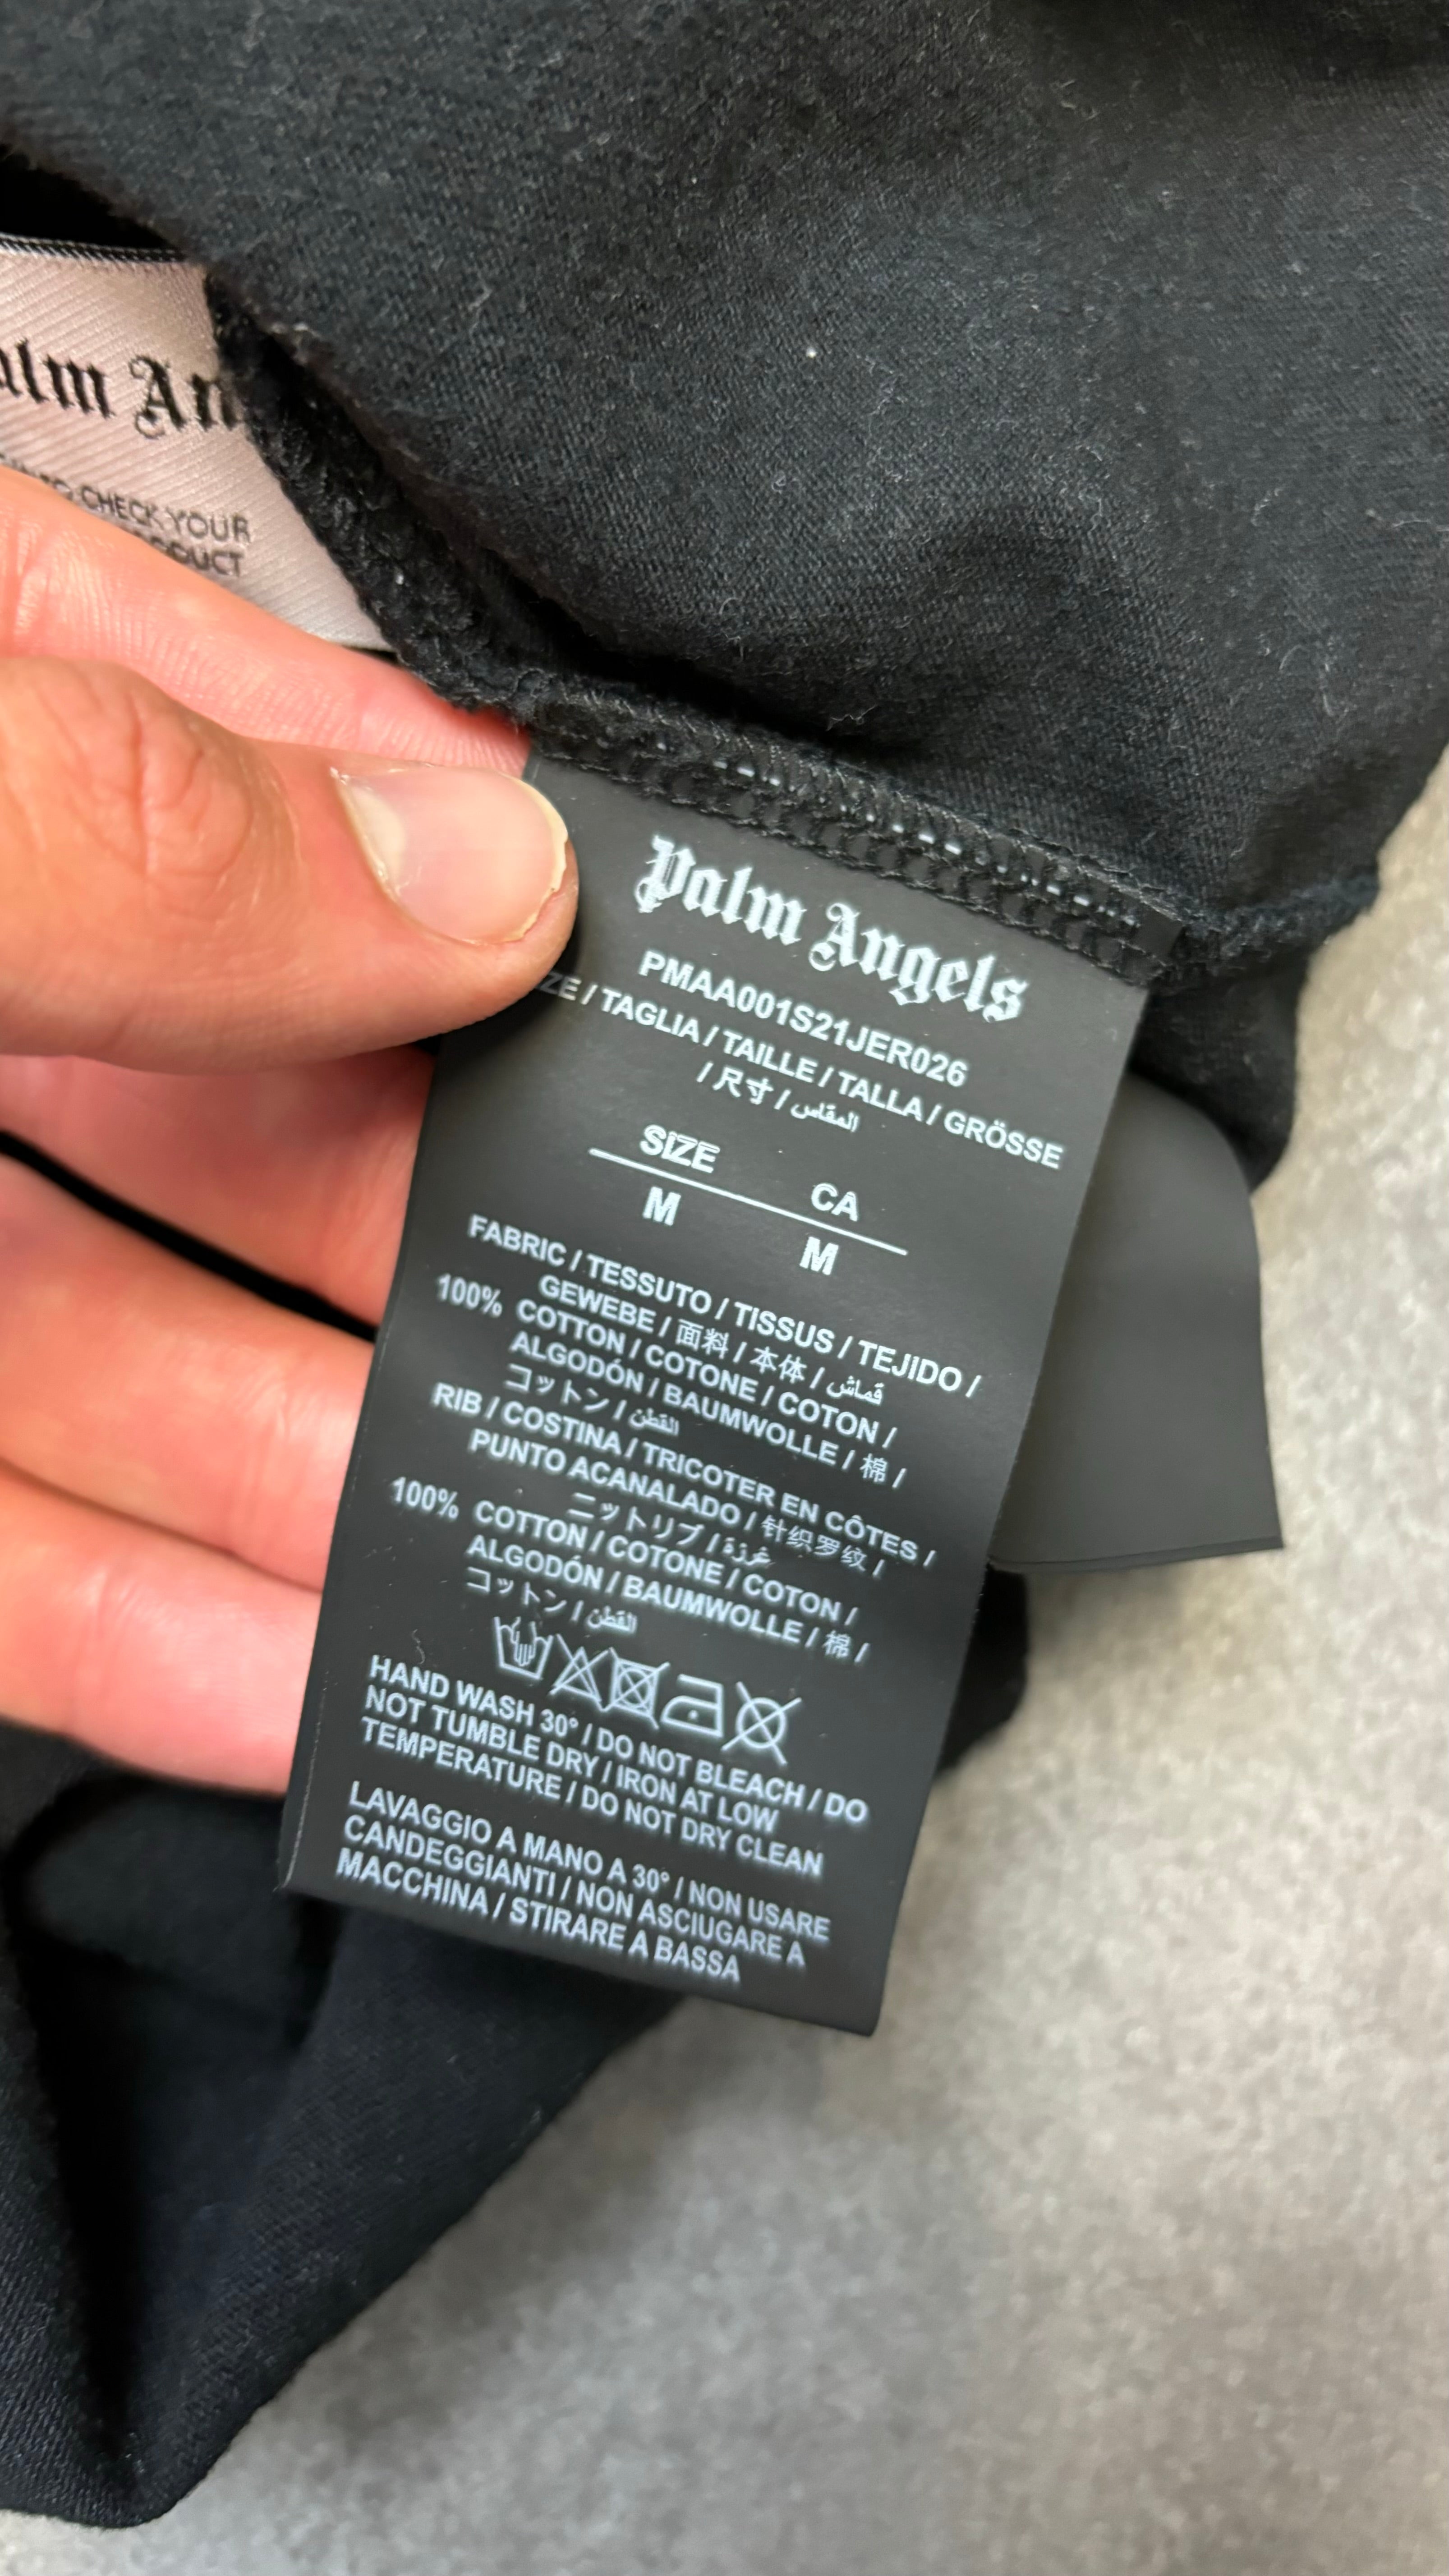 alm An
TO CHECK YOUR
PRODUCT
Palm Angels
PMAA001S21JER026
ZE / TAGLIA / TAILLE / TALLA / GRÖSSE
/ 尺寸 / المقاس
SIZE CA
M M
FABRIC / TESSUTO / TISSUS / TEJIDO /
GEWEBE / 面料 / 本体 / قماش
100% COTTON / COTONE / COTON /
ALGODÓN / BAUMWOLLE / 棉 /
コットン / القطن
RIB / COSTINA / TRICOTER EN CÔTES /
PUNTO ACANALADO / 针织罗纹 /
ニットリブ / غرزة
100% COTTON / COTONE / COTON /
ALGODÓN / BAUMWOLLE / 棉 /
コットン / القطن
HAND WASH 30° / DO NOT BLEACH / DO
NOT TUMBLE DRY / IRON AT LOW
TEMPERATURE / DO NOT DRY CLEAN
LAVAGGIO A MANO A 30° / NON USARE
CANDEGGIANTI / NON ASCIUGARE A
MACCHINA / STIRARE A BASSA